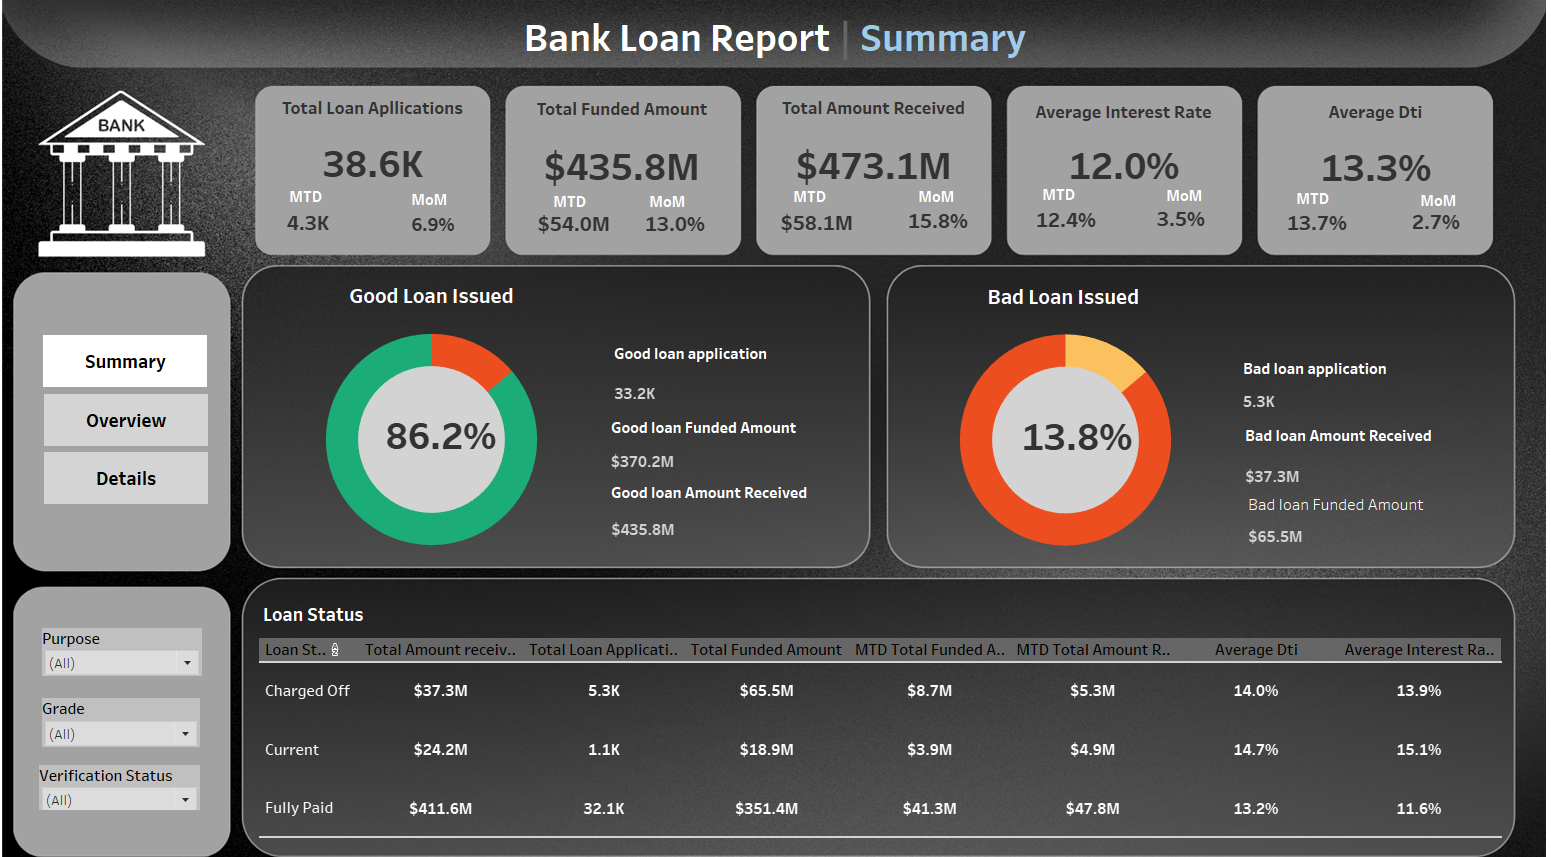 Bank Loan Report | Summary
BANK
Total Loan Apllications
38.6K
MTD MoM
4.3K 6.9%
Total Funded Amount
$435.8M
MTD MoM
$54.0M 13.0%
Total Amount Received
$473.1M
MTD MoM
$58.1M 15.8%
Average Interest Rate
12.0%
MTD MoM
12.4% 3.5%
Average Dti
13.3%
MTD MoM
13.7% 2.7%
Summary
Overview
Details
Good Loan Issued
86.2%
Good loan application
33.2K
Good loan Funded Amount
$370.2M
Good loan Amount Received
$435.8M
Bad Loan Issued
13.8%
Bad loan application
5.3K
Bad loan Amount Received
$37.3M
Bad loan Funded Amount
$65.5M
Purpose
(All)
Grade
(All)
Verification Status
(All)
Loan Status
Loan St.. Total Amount receiv.. Total Loan Applicati.. Total Funded Amount MTD Total Funded A.. MTD Total Amount R.. Average Dti Average Interest Ra..
Charged Off $37.3M 5.3K $65.5M $8.7M $5.3M 14.0% 13.9%
Current $24.2M 1.1K $18.9M $3.9M $4.9M 14.7% 15.1%
Fully Paid $411.6M 32.1K $351.4M $41.3M $47.8M 13.2% 11.6%